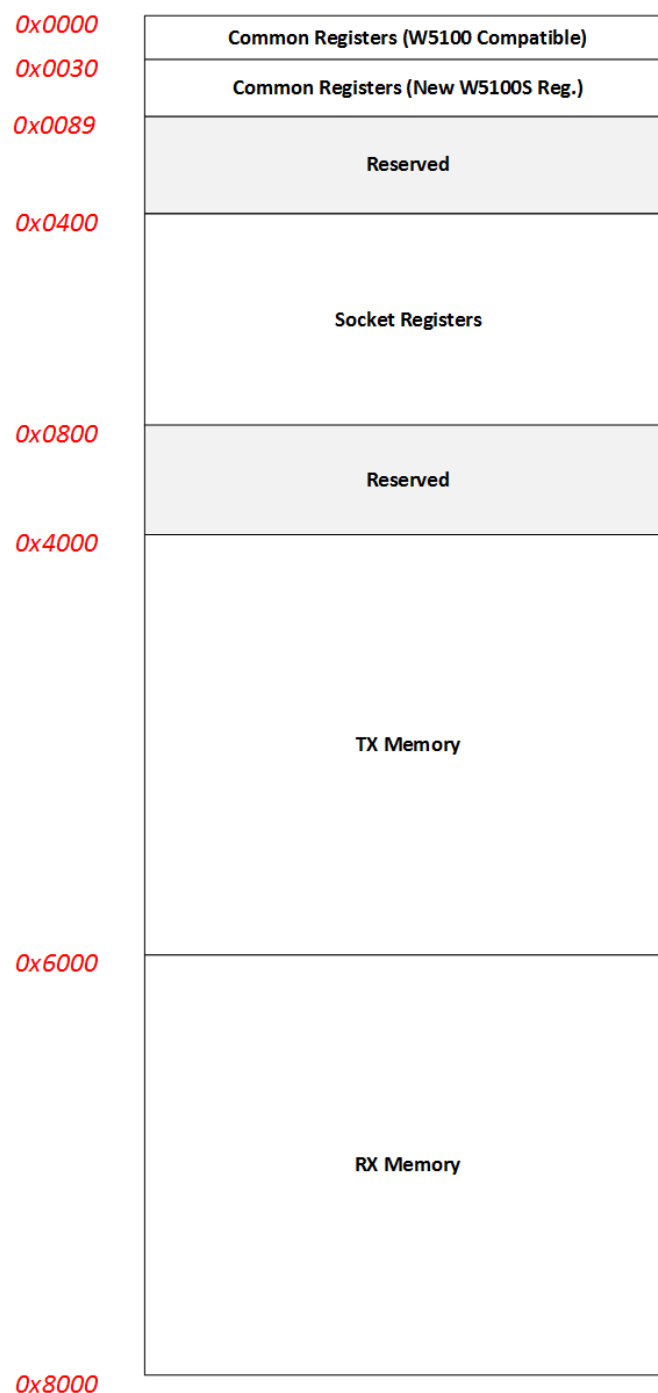 0x0000
Common Registers (W5100 Compatible)
0x0030
Common Registers (New W5100S Reg.)
0x0089
Reserved
0x0400
Socket Registers
0x0800
Reserved
0x4000
TX Memory
0x6000
RX Memory
0x8000